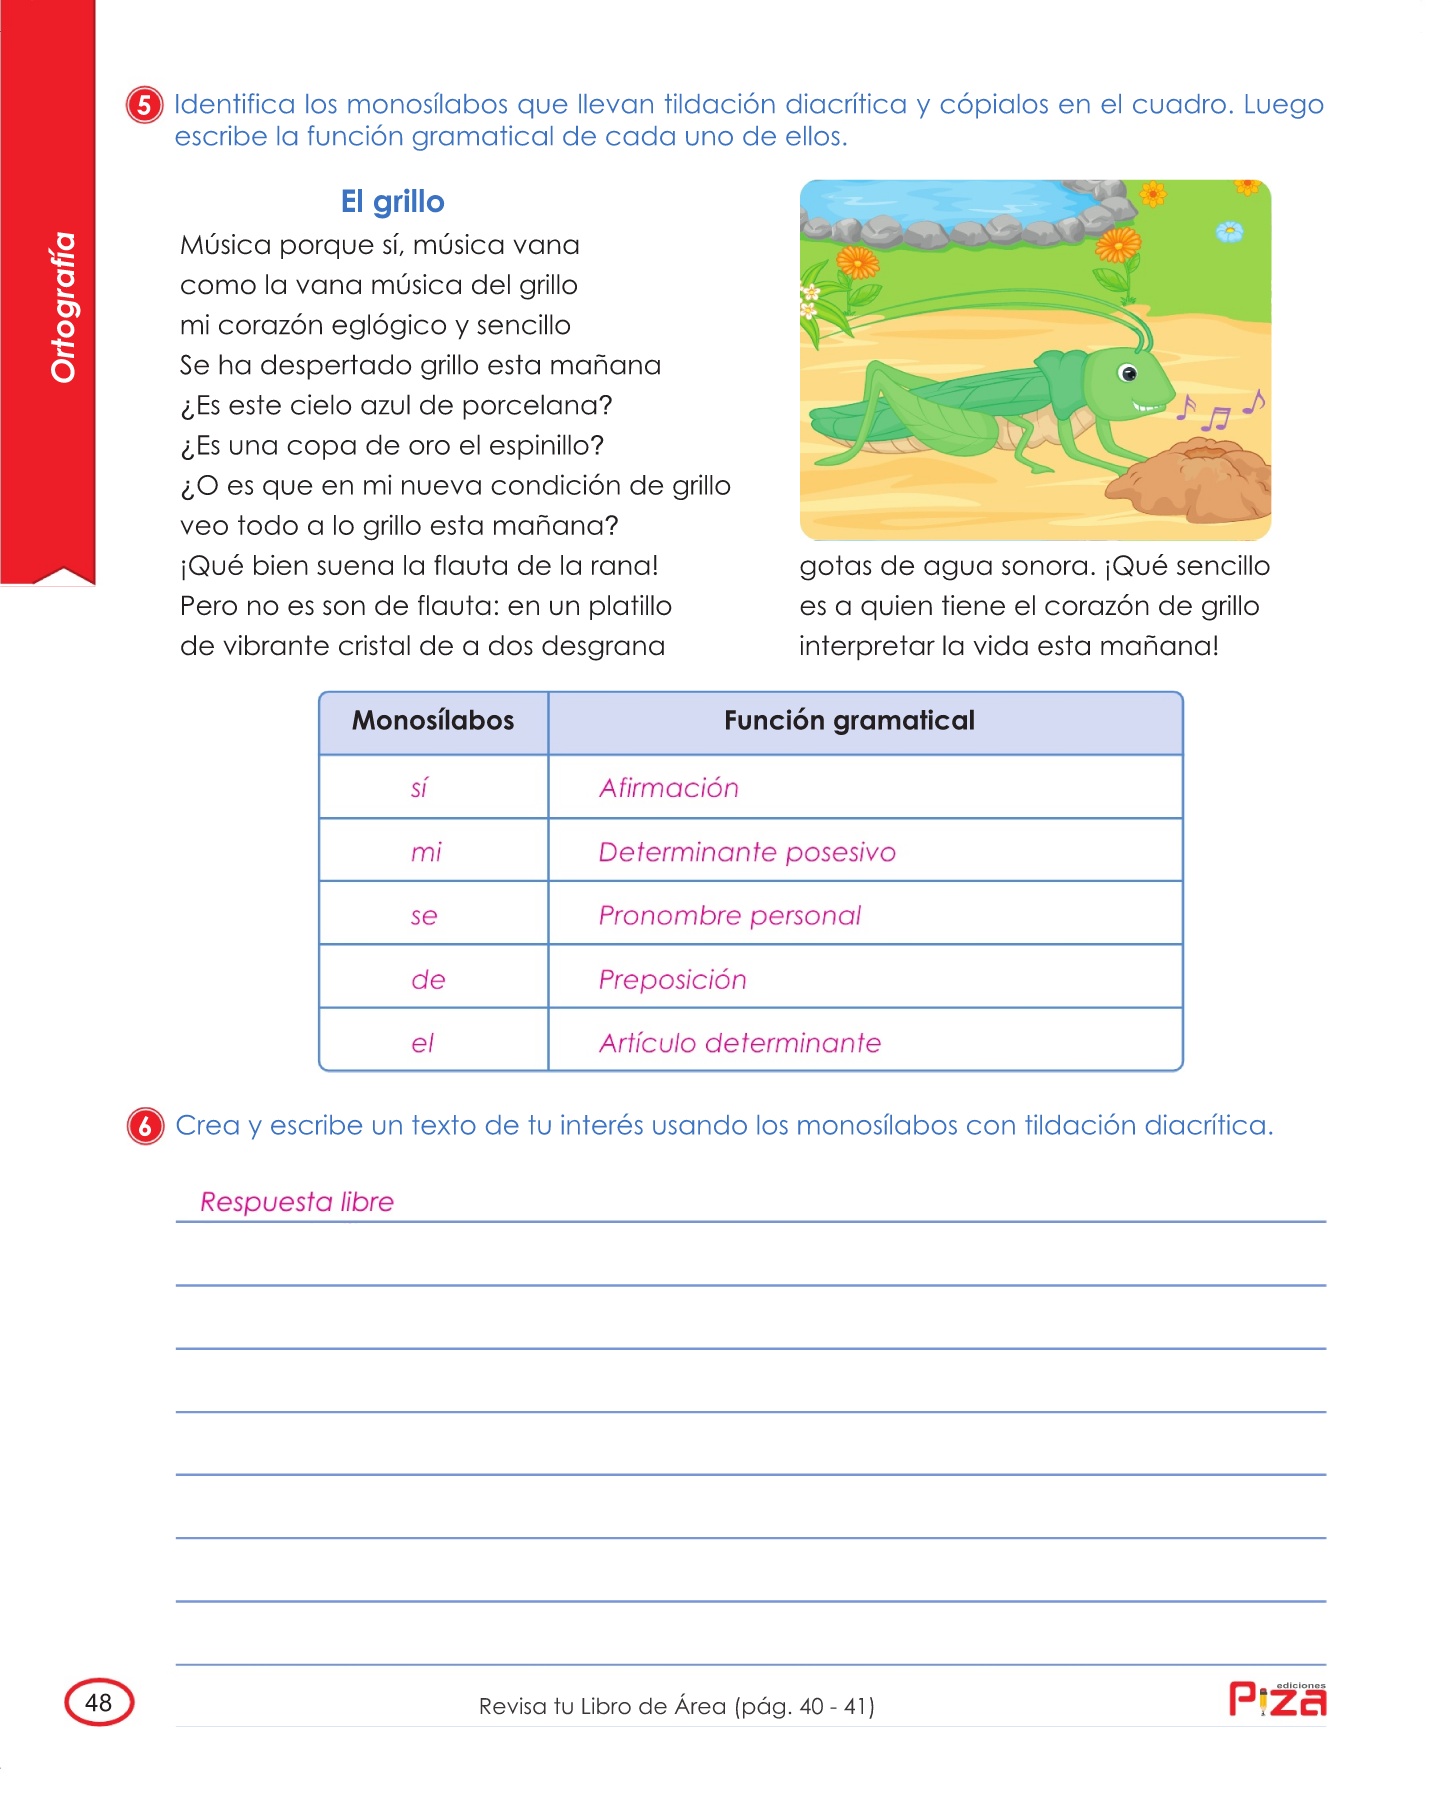 Ortografía
5 Identifica los monosílabos que llevan tildación diacrítica y cópialos en el cuadro. Luego
escribe la función gramatical de cada uno de ellos.
El grillo
Música porque sí, música vana
como la vana música del grillo
mi corazón eglógico y sencillo
Se ha despertado grillo esta mañana
¿Es este cielo azul de porcelana?
¿Es una copa de oro el espinillo?
¿O es que en mi nueva condición de grillo
veo todo a lo grillo esta mañana?
¡Qué bien suena la flauta de la rana!
Pero no es son de flauta: en un platillo
de vibrante cristal de a dos desgrana
gotas de agua sonora. ¡Qué sencillo
es a quien tiene el corazón de grillo
interpretar la vida esta mañana!
Monosílabos Función gramatical
sí Afirmación
mi Determinante posesivo
se Pronombre personal
de Preposición
el Artículo determinante
6 Crea y escribe un texto de tu interés usando los monosílabos con tildación diacrítica.
Respuesta libre
48
Revisa tu Libro de Área (pág. 40 - 41)
ediciones
Piza